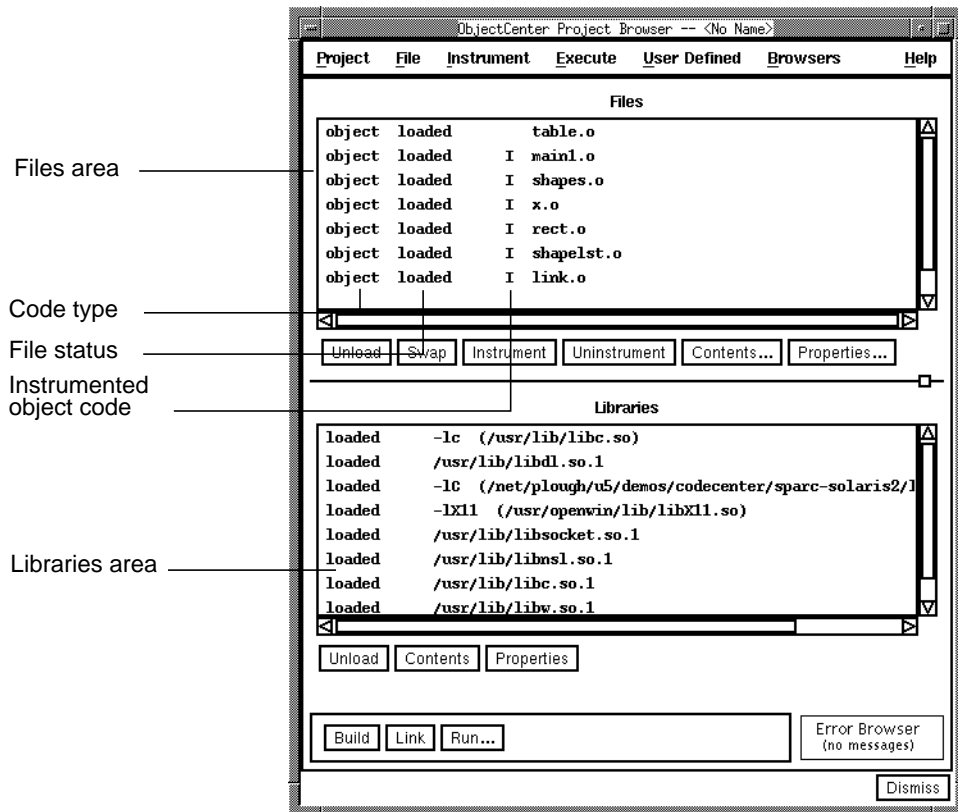 ObjectCenter Project Browser -- <No Name>
Project File Instrument Execute User Defined Browsers Help
Files
object loaded table.o
object loaded I main1.o
object loaded I shapes.o
object loaded I x.o
object loaded I rect.o
object loaded I shapelst.o
object loaded I link.o
Files area
Code type
File status
Instrumented
object code
Unload Swap Instrument Uninstrument Contents... Properties...
Libraries
loaded -lc (/usr/lib/libc.so)
loaded /usr/lib/libdl.so.1
loaded -lC (/net/plough/u5/demos/codecenter/sparc-solaris2/
loaded -lX11 (/usr/openwin/lib/libX11.so)
loaded /usr/lib/libsocket.so.1
loaded /usr/lib/libnsl.so.1
loaded /usr/lib/libc.so.1
loaded /usr/lib/libw.so.1
Libraries area
Unload Contents Properties
Build Link Run...
Error Browser
(no messages)
Dismiss